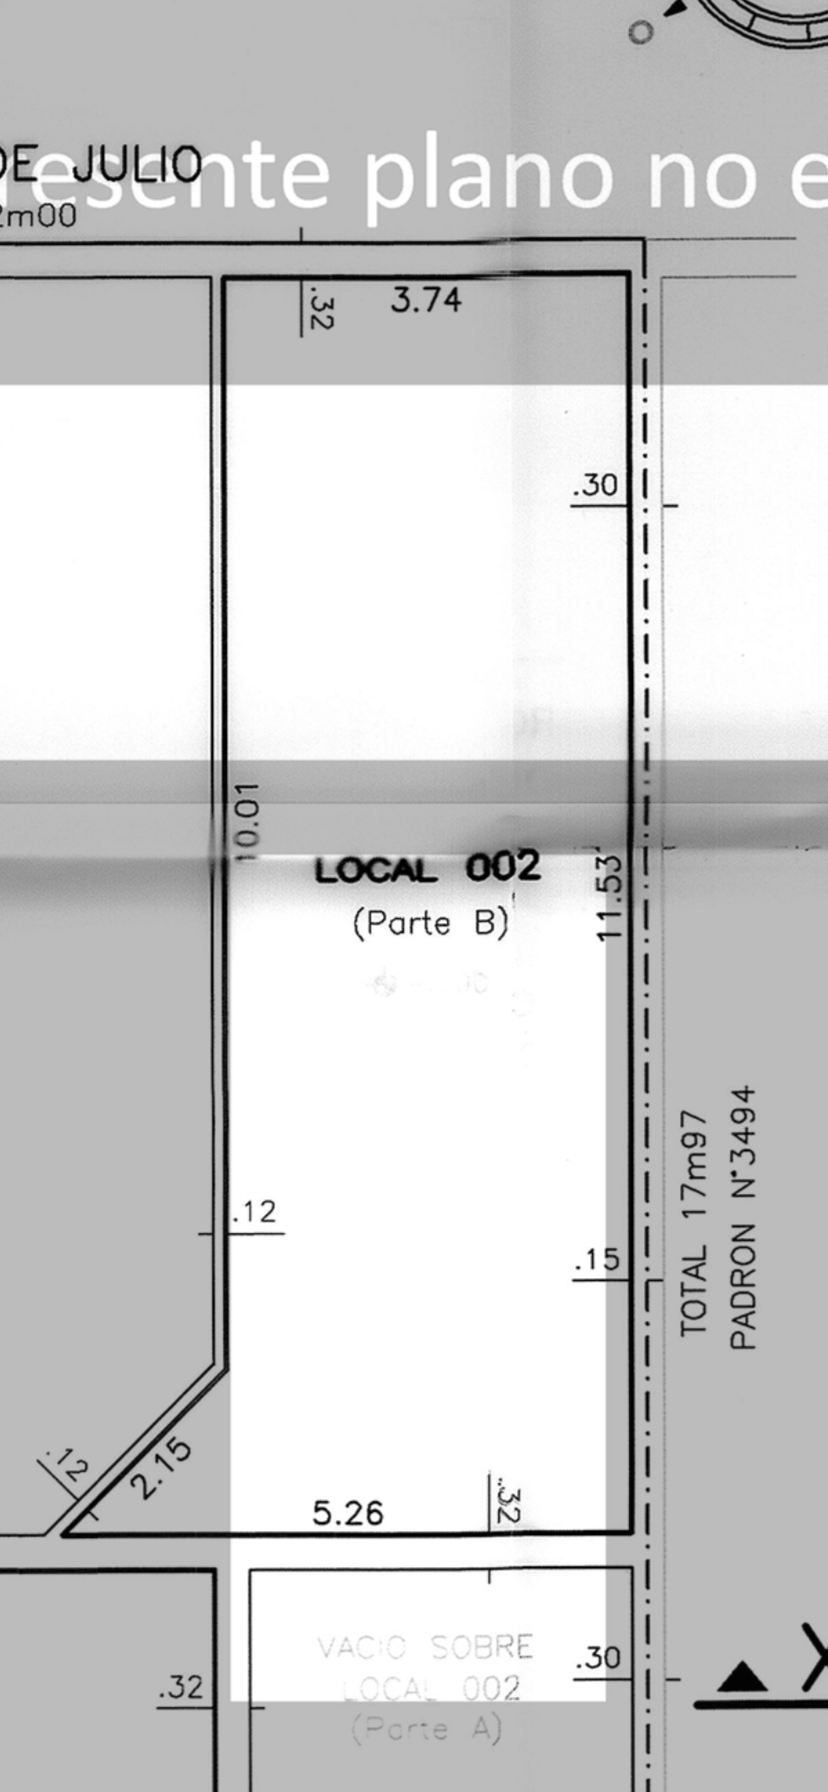 DE JULIO
esente plano no e
2m00
.32
3.74
.30
10.01
LOCAL 002
(Parte B)
11.53
TOTAL 17m97
PADRON N°3494
.12
.15
.12
2.15
5.26
.32
VACIO SOBRE
LOCAL 002
(Parte A)
.30
.32